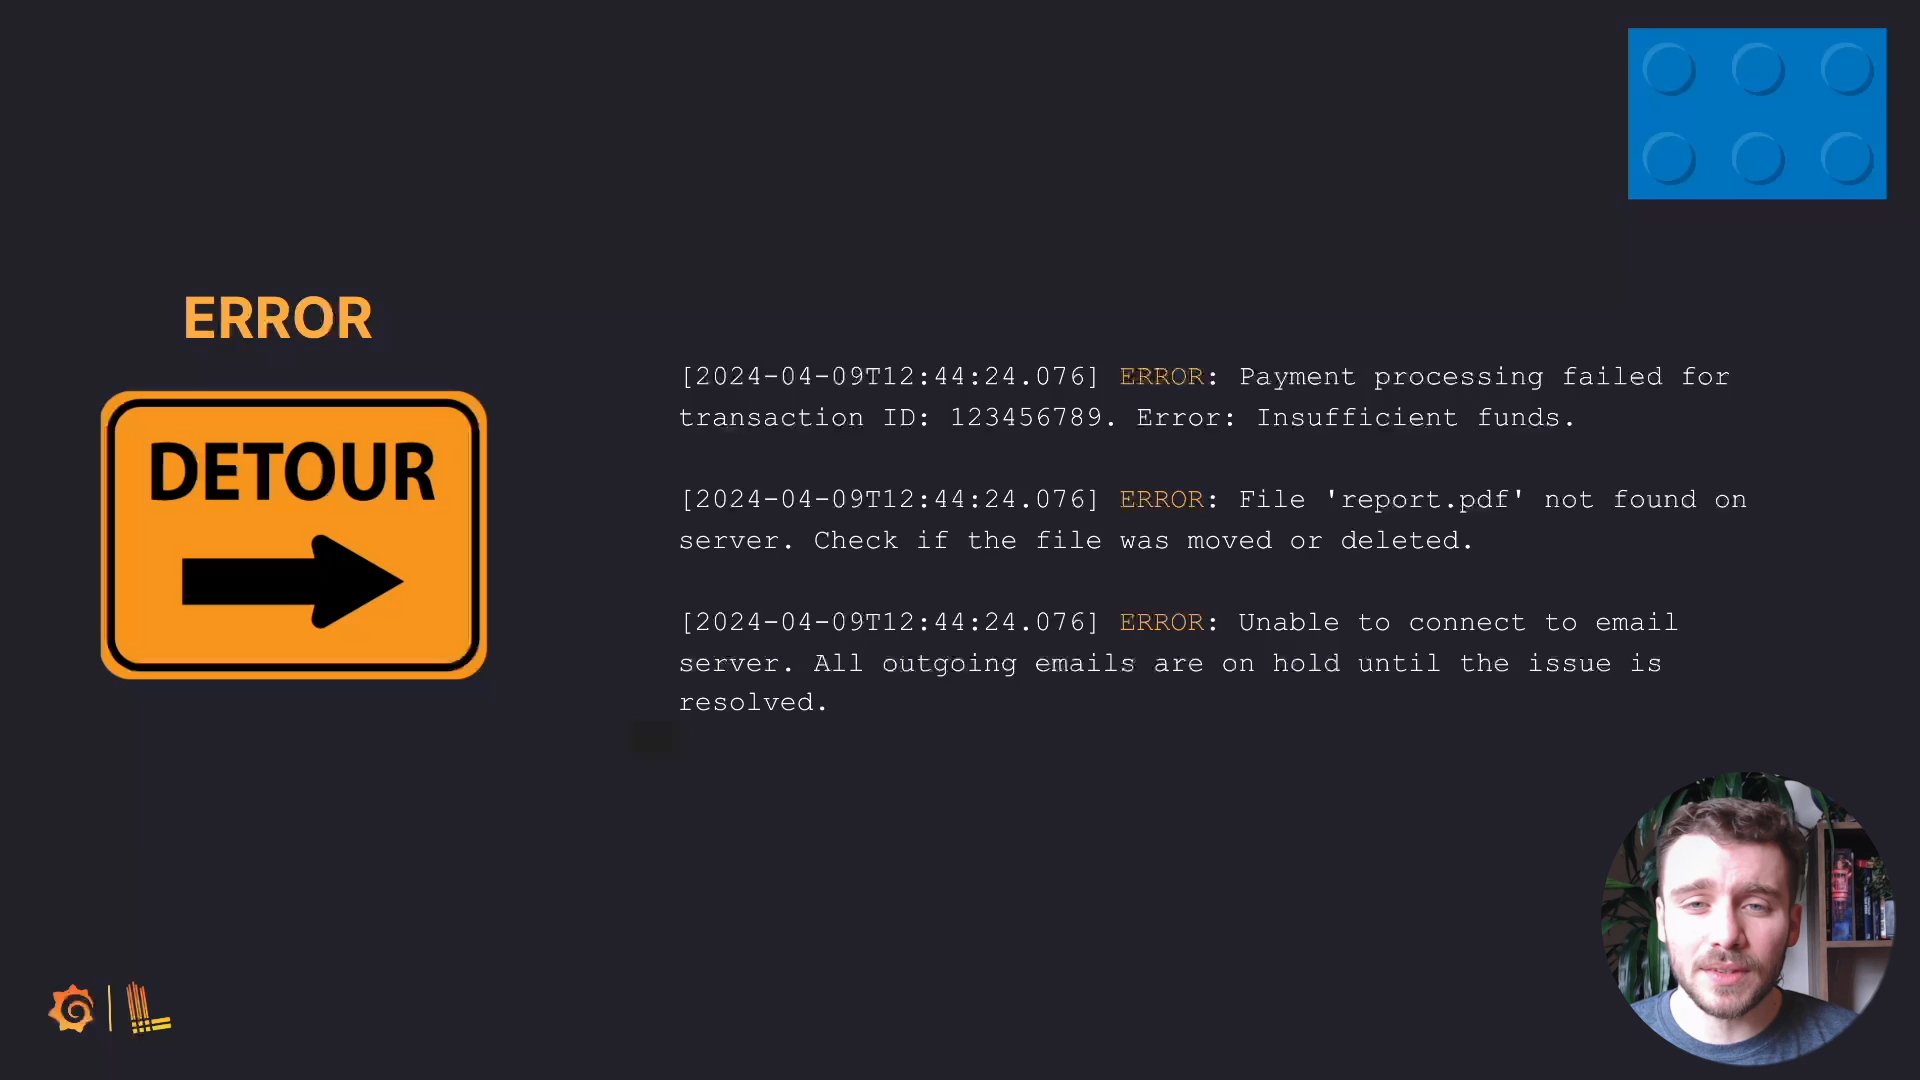 ERROR
DETOUR
[2024-04-09T12:44:24.076] ERROR: Payment processing failed for
transaction ID: 123456789. Error: Insufficient funds.
[2024-04-09T12:44:24.076] ERROR: File 'report.pdf' not found on
server. Check if the file was moved or deleted.
[2024-04-09T12:44:24.076] ERROR: Unable to connect to email
server. All outgoing emails are on hold until the issue is
resolved.